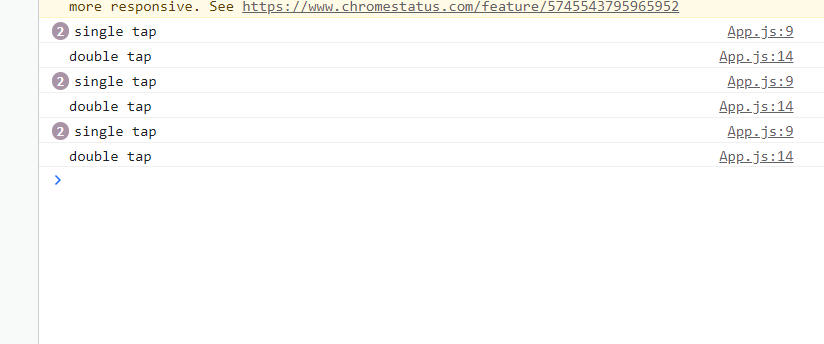 more responsive. See https://www.chromestatus.com/feature/5745543795965952
2 single tap App.js:9
double tap App.js:14
2 single tap App.js:9
double tap App.js:14
2 single tap App.js:9
double tap App.js:14